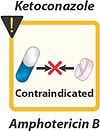 Ketoconazole
!
Contraindicated
Amphotericin B